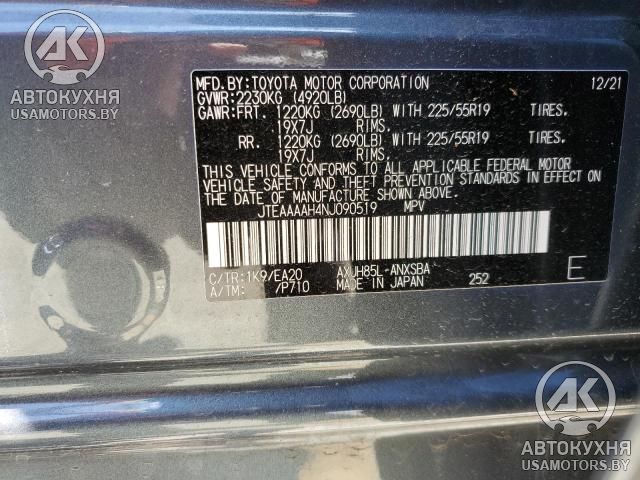 AK
АВТОКУХНЯ
USAMOTORS.BY
MFD.BY:TOYOTA MOTOR CORPORATION 12/21
GVWR:2230KG (4920LB)
GAWR:FRT. 1220KG (2690LB) WITH 225/55R19 TIRES.
19X7J RIMS.
RR. 1220KG (2690LB) WITH 225/55R19 TIRES.
19X7J RIMS.
THIS VEHICLE CONFORMS TO ALL APPLICABLE FEDERAL MOTOR
VEHICLE SAFETY AND THEFT PREVENTION STANDARDS IN EFFECT ON
THE DATE OF MANUFACTURE SHOWN ABOVE.
JTEAAAAH4NJ090519 MPV
C/TR:1K9/EA20 AXUH85L-ANXSBA E
A/TM: /P710 MADE IN JAPAN 252
AK
АВТОКУХНЯ
USAMOTORS.BY